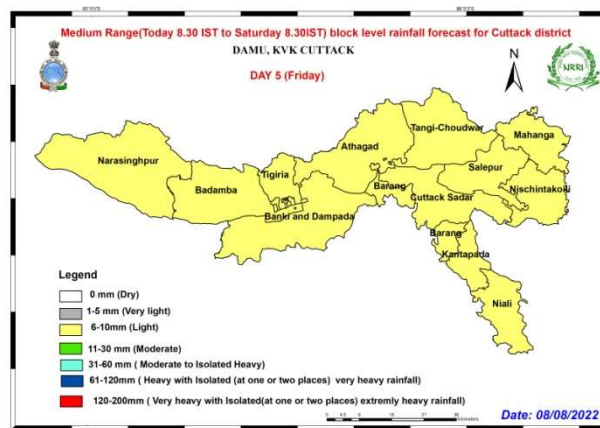 Medium Range(Today 8.30 IST to Saturday 8.30IST) block level rainfall forecast for Cuttack district
DAMU, KVK CUTTACK
DAY 5 (Friday)
N
NRRI
Tangi-Choudwar
Mahanga
Athagad
Narasinghpur
Salepur
Tigiria
Badamba
Barang
Nischintakoili
Cuttack Sadar
Banki and Dampada
Barang
Kantapada
Niali
Legend
0 mm (Dry)
1-5 mm (Very light)
6-10mm (Light)
11-30 mm (Moderate)
31-60 mm ( Moderate to Isolated Heavy)
61-120mm ( Heavy with Isolated (at one or two places) very heavy rainfall)
120-200mm ( Very heavy with Isolated(at one or two places) extremly heavy rainfall)
Date: 08/08/2022